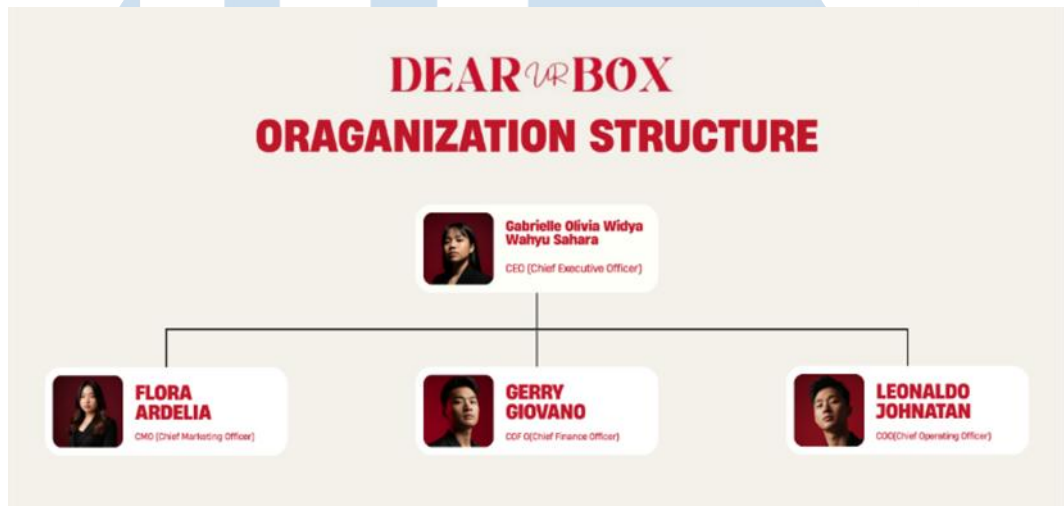 DEAR UR BOX
ORAGANIZATION STRUCTURE
Gabrielle Olivia Widya
Wahyu Sahara
CEO (Chief Executive Officer)
FLORA
ARDELIA
CMO (Chief Marketing Officer)
GERRY
GIOVANO
COF O(Chief Finance Officer)
LEONALDO
JOHNATAN
COO(Chief Operating Officer)